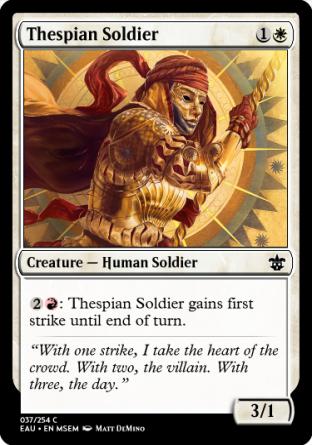 Thespian Soldier 1
Creature — Human Soldier
2 : Thespian Soldier gains first
strike until end of turn.
“With one strike, I take the heart of the
crowd. With two, the villain. With
three, the day.”
037/254 C
EAU • EN MSEM Matt DeMino
3/1